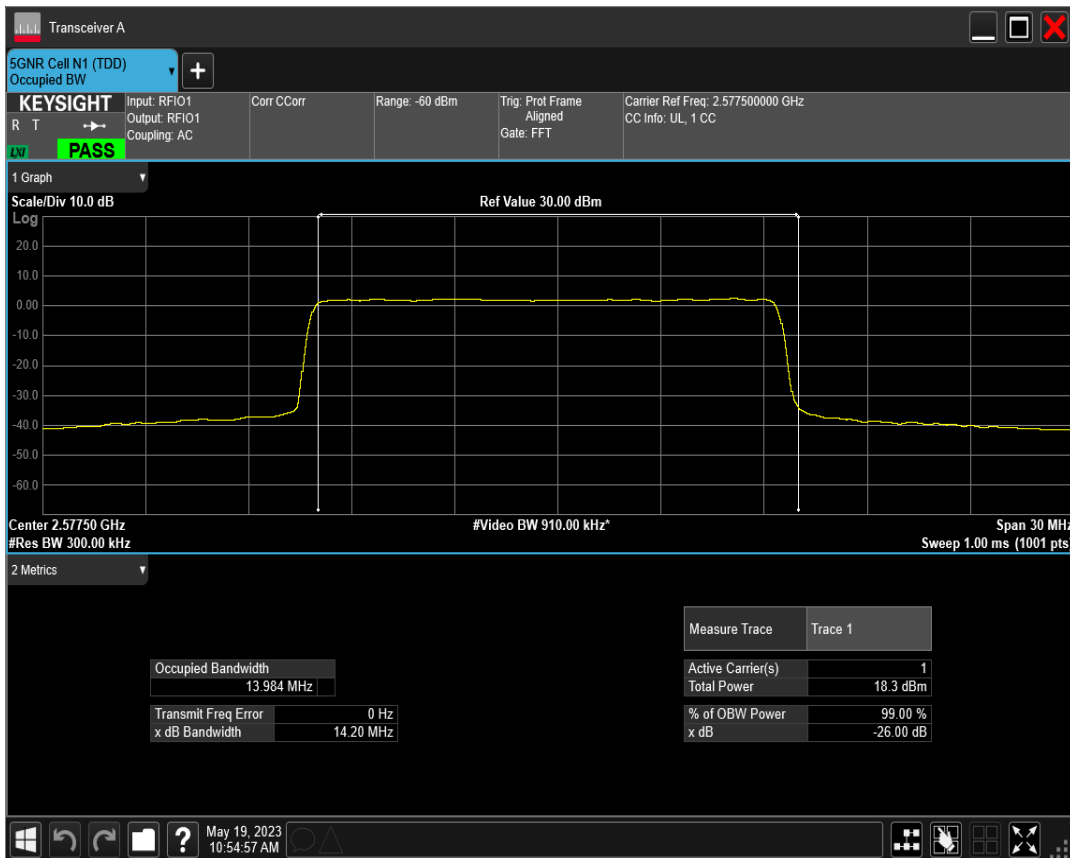 Transceiver A
5GNR Cell N1 (TDD)
Occupied BW
+
KEYSIGHT
R T
LXI
PASS
Input: RFIO1
Output: RFIO1
Coupling: AC
Corr CCorr
Range: -60 dBm
Trig: Prot Frame
Aligned
Gate: FFT
Carrier Ref Freq: 2.577500000 GHz
CC Info: UL, 1 CC
1 Graph
Scale/Div 10.0 dB
Ref Value 30.00 dBm
Log
20.0
10.0
0.00
-10.0
-20.0
-30.0
-40.0
-50.0
-60.0
Center 2.57750 GHz
#Video BW 910.00 kHz*
Span 30 MHz
#Res BW 300.00 kHz
Sweep 1.00 ms (1001 pts)
2 Metrics
Measure Trace Trace 1
Occupied Bandwidth
13.984 MHz
Active Carrier(s) 1
Total Power 18.3 dBm
Transmit Freq Error 0 Hz
x dB Bandwidth 14.20 MHz
% of OBW Power 99.00 %
x dB -26.00 dB
?
May 19, 2023
10:54:57 AM